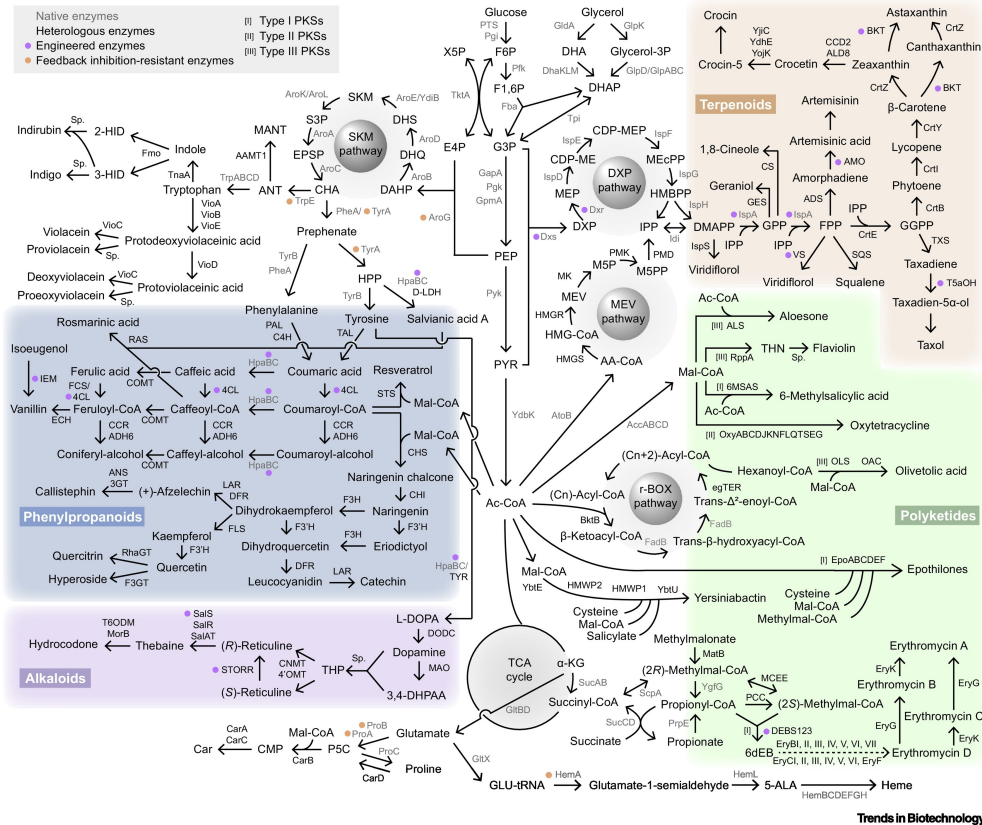 Native enzymes
Heterologous enzymes
Engineered enzymes
Feedback inhibition-resistant enzymes
[I] Type I PKSs
[II] Type II PKSs
[III] Type III PKSs
Glucose
PTS
Pgi
X5P
F6P
Pfk
F1,6P
Fba
TktA
E4P
G3P
Glycerol
GldA
GlpK
DHA
Glycerol-3P
DhaKLM
GlpD/GlpABC
DHAP
Tpi
GapA
Pgk
GpmA
PEP
Pyk
PYR
YdbK
AtoB
AccABCD
Ac-CoA
SKM
pathway
AroK/AroL
SKM
AroE/YdiB
S3P
DHS
AroA
AroD
EPSP
DHQ
AroC
AroB
CHA
DAHP
AroG
TrpE
ANT
AAMT1
MANT
TrpABCD
Tryptophan
TnaA
Indole
Fmo
2-HID
3-HID
Sp.
Sp.
Indirubin
Indigo
VioA
VioB
VioE
Protodeoxyviolaceinic acid
VioC
Sp.
Violacein
Proviolacein
VioD
Protoviolaceinic acid
VioC
Sp.
Deoxyviolacein
Proeoxyviolacein
PheA/ TyrA
Prephenate
TyrB
PheA
TyrA
HPP
TyrB
HpaBC
D-LDH
Phenylalanine
Tyrosine
Salvianic acid A
DXP
pathway
IspE
CDP-MEP
IspF
CDP-ME
MEcPP
IspD
IspG
MEP
HMBPP
Dxr
IspH
Dxs
DXP
IPP
Idi
DMAPP
MEV
pathway
PMK
PMD
M5P
M5PP
MK
MEV
HMGR
HMG-CoA
HMGS
AA-CoA
Terpenoids
Crocin
YjiC
YdhE
YojK
Crocin-5
Crocetin
CCD2
ALD8
Zeaxanthin
BKT
Astaxanthin
CrtZ
Canthaxanthin
CrtZ
BKT
β-Carotene
CrtY
Lycopene
CrtI
Phytoene
CrtB
GGPP
Artemisinin
Artemisinic acid
AMO
Amorphadiene
ADS
1,8-Cineole
CS
Geraniol
GES
IspA
IspA
GPP
FPP
IPP
IPP
IPP
CrtE
IspS
Viridiflorol
VS
Viridiflorol
SQS
Squalene
TXS
Taxadiene
T5aOH
Taxadien-5α-ol
Taxol
Phenylpropanoids
Rosmarinic acid
RAS
PAL
C4H
TAL
Isoeugenol
IEM
Vanillin
ECH
Ferulic acid
COMT
Caffeic acid
HpaBC
Coumaric acid
FCS/
4CL
4CL
4CL
Feruloyl-CoA
COMT
Caffeoyl-CoA
HpaBC
Coumaroyl-CoA
CCR
ADH6
CCR
ADH6
CCR
ADH6
Coniferyl-alcohol
COMT
Caffeyl-alcohol
HpaBC
Coumaroyl-alcohol
Resveratrol
STS
Mal-CoA
Mal-CoA
CHS
Naringenin chalcone
CHI
Naringenin
F3H
Dihydrokaempferol
F3'H
F3'H
Eriodictyol
F3H
Dihydroquercetin
DFR
Leucocyanidin
LAR
Catechin
LAR
DFR
(+)-Afzelechin
ANS
3GT
Callistephin
FLS
Kaempferol
F3'H
Quercetin
RhaGT
F3GT
Quercitrin
Hyperoside
HpaBC/
TYR
Alkaloids
L-DOPA
DODC
Dopamine
MAO
3,4-DHPAA
Sp.
THP
CNMT
4'OMT
(S)-Reticuline
STORR
(R)-Reticuline
SalS
SalR
SalAT
Thebaine
T6ODM
MorB
Hydrocodone
Polyketides
Ac-CoA
[III] ALS
Aloesone
[III] RppA
THN
Sp.
Flaviolin
Mal-CoA
[I] 6MSAS
Ac-CoA
6-Methylsalicylic acid
[II] OxyABCDJKNFLQTSEG
Oxytetracycline
r-BOX
pathway
(Cn+2)-Acyl-CoA
(Cn)-Acyl-CoA
BktB
β-Ketoacyl-CoA
FadB
Trans-β-hydroxyacyl-CoA
FadB
Trans-Δ²-enoyl-CoA
egTER
Hexanoyl-CoA
[III] OLS
OAC
Mal-CoA
Olivetolic acid
[I] EpoABCDEF
Epothilones
Cysteine
Mal-CoA
Methylmal-CoA
Mal-CoA
YbtE
HMWP2
HMWP1
YbtU
Yersiniabactin
Cysteine
Mal-CoA
Salicylate
TCA
cycle
α-KG
SucAB
Succinyl-CoA
SucCD
Succinate
ScpA
GltBD
Methylmalonate
MatB
(2R)-Methylmal-CoA
YgfG
MCEE
PCC
Propionyl-CoA
(2S)-Methylmal-CoA
PrpE
Propionate
[I]
DEBS123
6dEB
EryBI, II, III, IV, V, VI, VII
EryCI, II, III, IV, V, VI, EryF
Erythromycin D
EryG
EryK
Erythromycin B
Erythromycin C
EryK
EryG
Erythromycin A
Glutamate
ProB
ProA
P5C
ProC
CarD
Proline
Mal-CoA
CarB
CMP
CarA
CarC
Car
GltX
GLU-tRNA
HemA
Glutamate-1-semialdehyde
HemL
5-ALA
HemBCDEFGH
Heme
Trends in Biotechnology